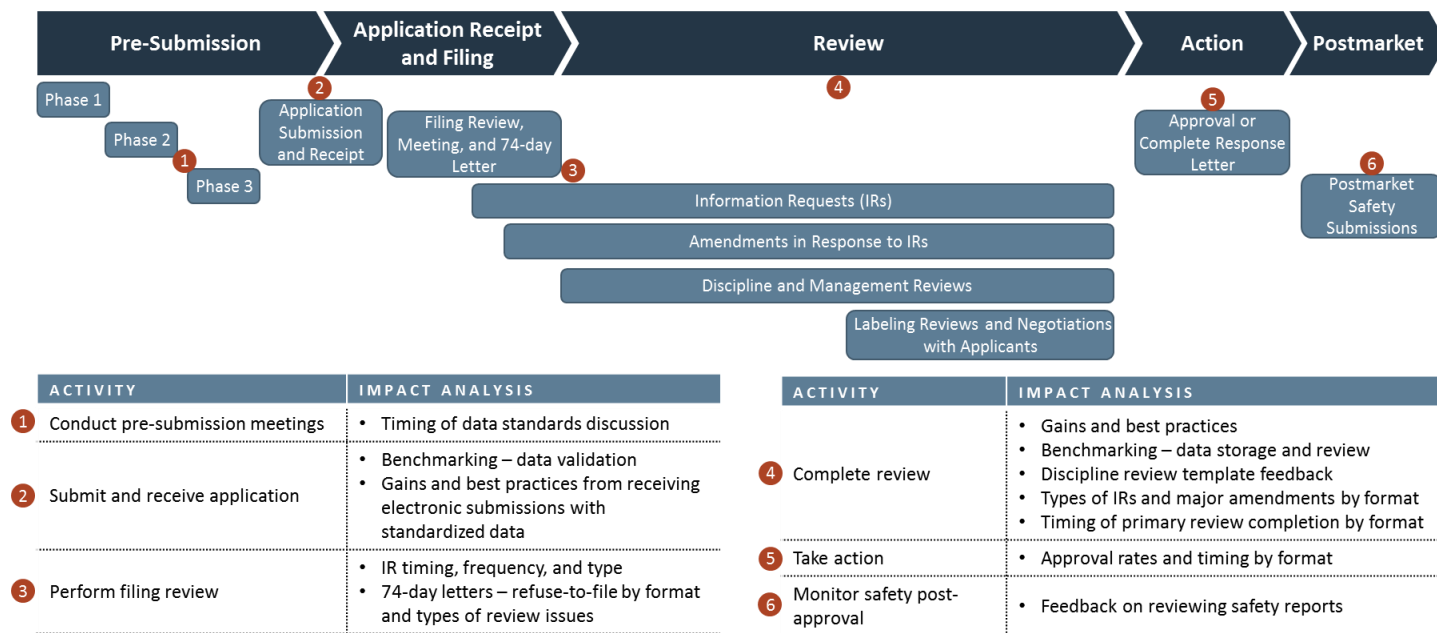 Pre-Submission
Application Receipt
and Filing
Review
Action
Postmarket
Phase 1
Phase 2
1
Phase 3
2
Application
Submission
and Receipt
Filing Review,
Meeting, and 74-day
Letter
3
4
Information Requests (IRs)
Amendments in Response to IRs
Discipline and Management Reviews
Labeling Reviews and Negotiations
with Applicants
5
Approval or
Complete Response
Letter
6
Postmarket
Safety
Submissions
ACTIVITY
IMPACT ANALYSIS
1 Conduct pre-submission meetings
• Timing of data standards discussion
2 Submit and receive application
• Benchmarking – data validation
• Gains and best practices from receiving
electronic submissions with
standardized data
3 Perform filing review
• IR timing, frequency, and type
• 74-day letters – refuse-to-file by format
and types of review issues
ACTIVITY
IMPACT ANALYSIS
4 Complete review
• Gains and best practices
• Benchmarking – data storage and review
• Discipline review template feedback
• Types of IRs and major amendments by format
• Timing of primary review completion by format
5 Take action
• Approval rates and timing by format
6 Monitor safety post-
approval
• Feedback on reviewing safety reports